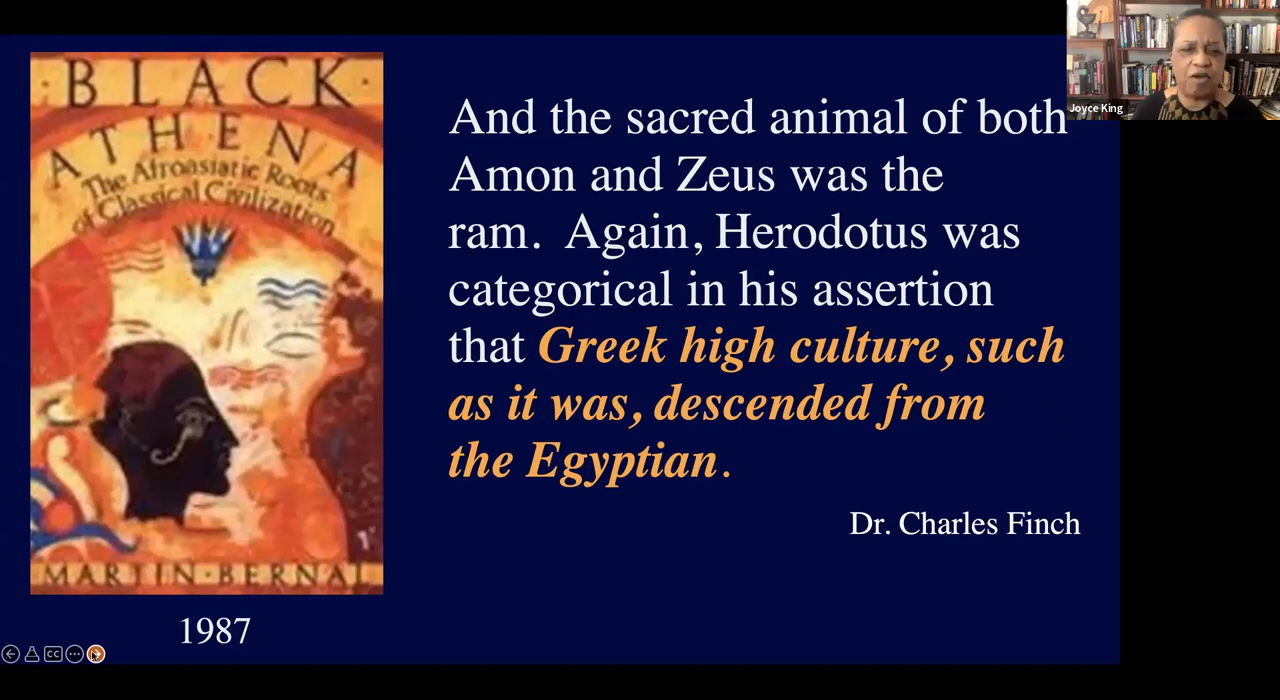 BLACK
ATHENA
The Afroasiatic Roots
of Classical Civilization
MARTIN BERNAL
1987
And the sacred animal of both
Amon and Zeus was the
ram.  Again, Herodotus was
categorical in his assertion
that Greek high culture, such
as it was, descended from
the Egyptian.
Dr. Charles Finch
Joyce King
CC